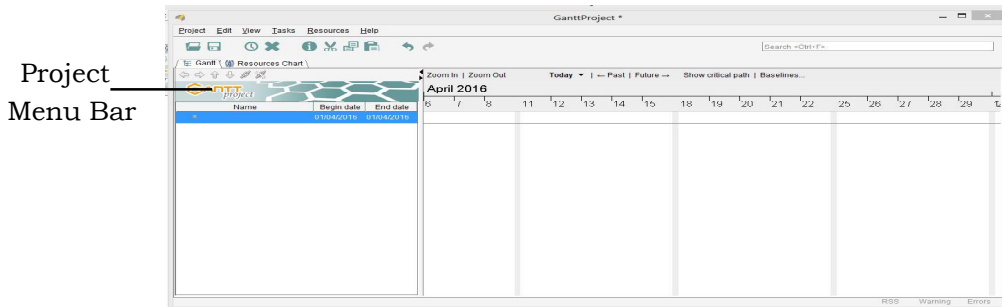 GanttProject *
Project Edit View Tasks Resources Help
Search <Ctrl+F>
Gantt Resources Chart
Zoom In | Zoom Out Today | ←Past | Future→ Show critical path | Baselines...
Project
Menu Bar
project
April 2016
Name Begin date End date
6 7 8 11 12 13 14 15 18 19 20 21 22 25 26 27 28 29
01/04/2016 01/04/2016
RSS Warning Errors